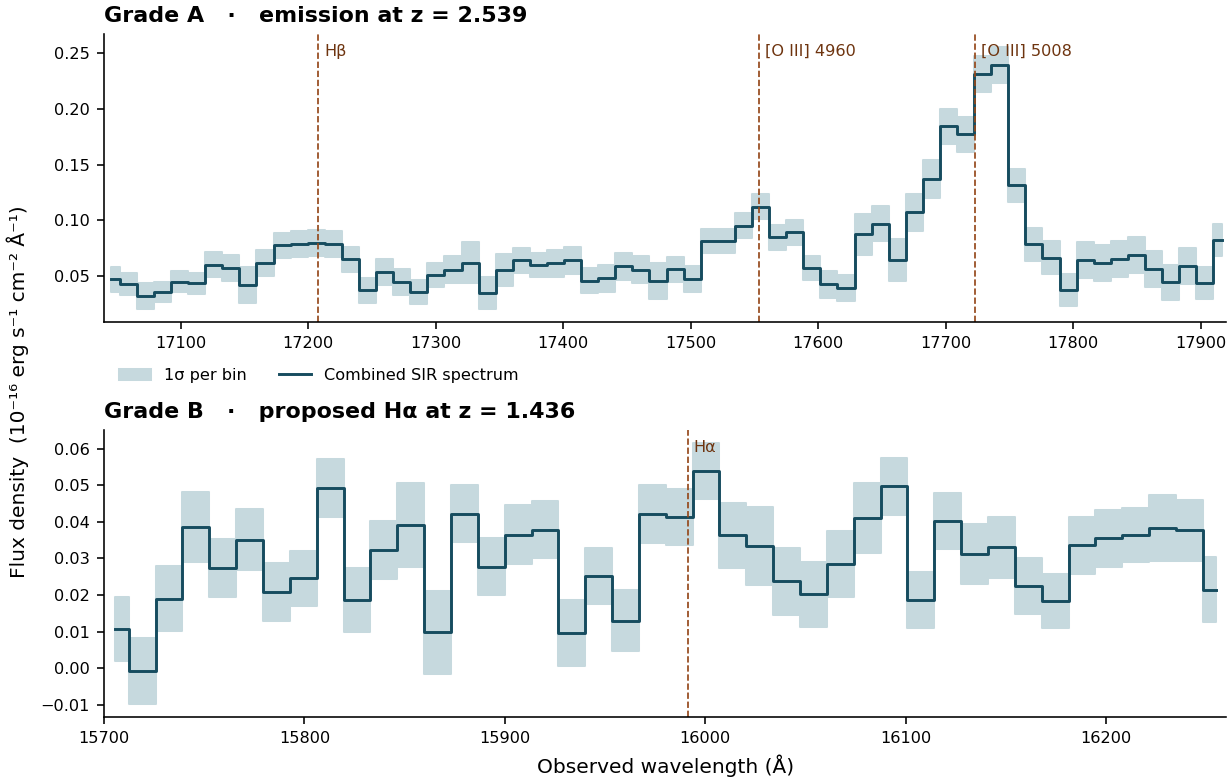 Grade A · emission at z = 2.539
Hβ
[O III] 4960
[O III] 5008
0.25
0.20
0.15
0.10
0.05
17100 17200 17300 17400 17500 17600 17700 17800 17900
1σ per bin
Combined SIR spectrum
Flux density (10⁻¹⁶ erg s⁻¹ cm⁻² Å⁻¹)
Grade B · proposed Hα at z = 1.436
Hα
0.06
0.05
0.04
0.03
0.02
0.01
0.00
−0.01
15700 15800 15900 16000 16100 16200
Observed wavelength (Å)